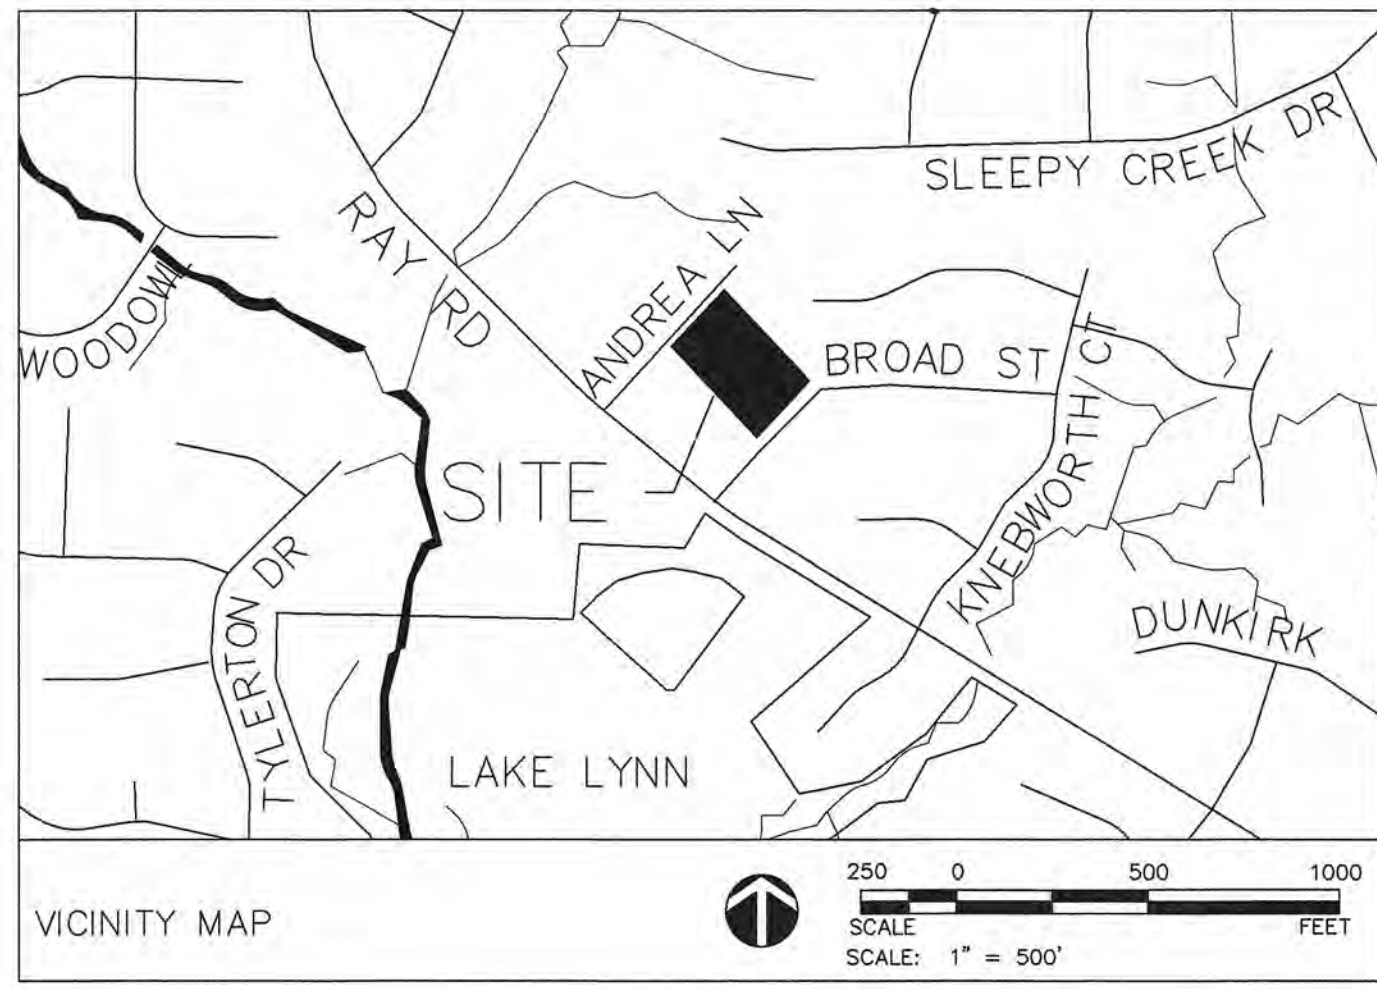 SLEEPY CREEK DR
RAY RD
ANDREA LN
WOODOWL
BROAD ST
KNEBWORTH CT
SITE
TYLERTON DR
DUNKIRK
LAKE LYNN
VICINITY MAP
250 0 500 1000
SCALE FEET
SCALE: 1" = 500'